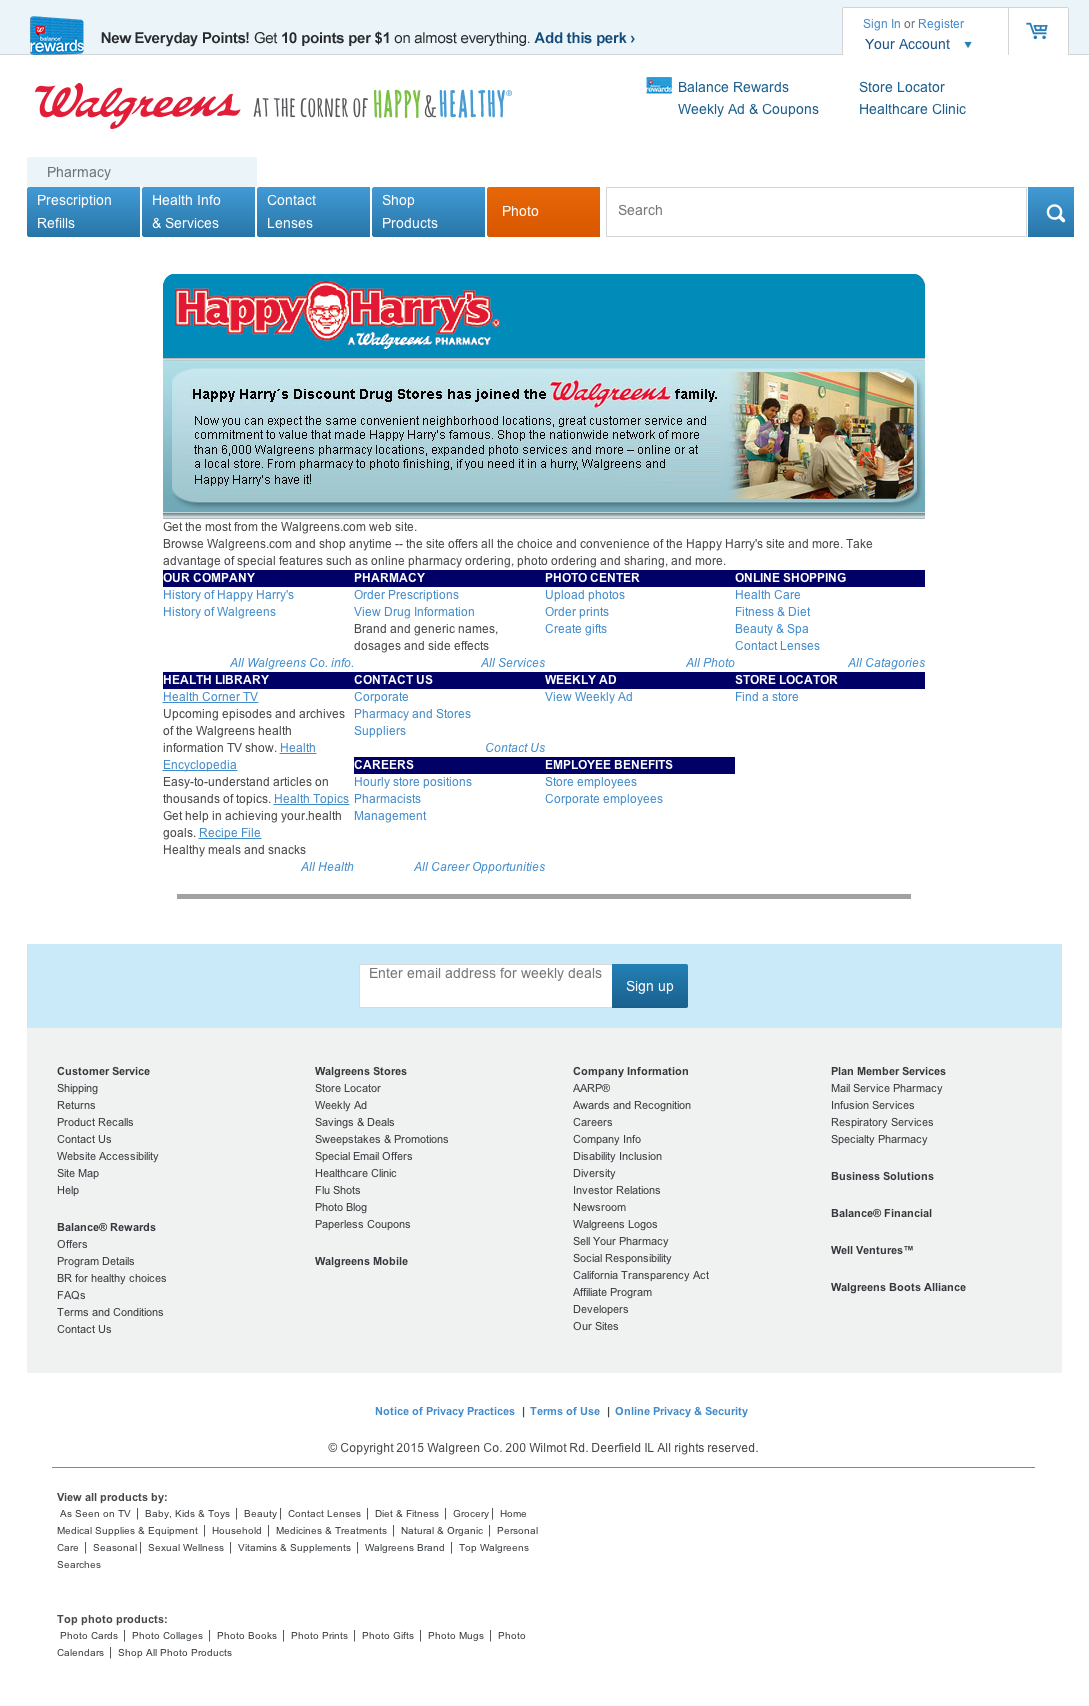 balance
rewards
New Everyday Points! Get 10 points per $1 on almost everything. Add this perk ›
Sign In or Register
Your Account ▼
Walgreens AT THE CORNER OF HAPPY & HEALTHY®
balance
rewards
Balance Rewards
Store Locator
Weekly Ad & Coupons
Healthcare Clinic
Pharmacy
Prescription
Refills
Health Info
& Services
Contact
Lenses
Shop
Products
Photo
Search
Happy Harry's®
A Walgreens PHARMACY
Happy Harry´s Discount Drug Stores has joined the Walgreens family.
Now you can expect the same convenient neighborhood locations, great customer service and
commitment to value that made Happy Harry's famous. Shop the nationwide network of more
than 6,000 Walgreens pharmacy locations, expanded photo services and more – online or at
a local store. From pharmacy to photo finishing, if you need it in a hurry, Walgreens and
Happy Harry's have it!
Get the most from the Walgreens.com web site.
Browse Walgreens.com and shop anytime -- the site offers all the choice and convenience of the Happy Harry's site and more. Take
advantage of special features such as online pharmacy ordering, photo ordering and sharing, and more.
OUR COMPANY
History of Happy Harry's
History of Walgreens
All Walgreens Co. info.
PHARMACY
Order Prescriptions
View Drug Information
Brand and generic names,
dosages and side effects
All Services
PHOTO CENTER
Upload photos
Order prints
Create gifts
All Photo
ONLINE SHOPPING
Health Care
Fitness & Diet
Beauty & Spa
Contact Lenses
All Catagories
HEALTH LIBRARY
Health Corner TV
Upcoming episodes and archives
of the Walgreens health
information TV show. Health
Encyclopedia
Easy-to-understand articles on
thousands of topics. Health Topics
Get help in achieving your.health
goals. Recipe File
Healthy meals and snacks
All Health
CONTACT US
Corporate
Pharmacy and Stores
Suppliers
Contact Us
WEEKLY AD
View Weekly Ad
STORE LOCATOR
Find a store
CAREERS
Hourly store positions
Pharmacists
Management
All Career Opportunities
EMPLOYEE BENEFITS
Store employees
Corporate employees
Enter email address for weekly deals
Sign up
Customer Service
Shipping
Returns
Product Recalls
Contact Us
Website Accessibility
Site Map
Help
Balance® Rewards
Offers
Program Details
BR for healthy choices
FAQs
Terms and Conditions
Contact Us
Walgreens Stores
Store Locator
Weekly Ad
Savings & Deals
Sweepstakes & Promotions
Special Email Offers
Healthcare Clinic
Flu Shots
Photo Blog
Paperless Coupons
Walgreens Mobile
Company Information
AARP®
Awards and Recognition
Careers
Company Info
Disability Inclusion
Diversity
Investor Relations
Newsroom
Walgreens Logos
Sell Your Pharmacy
Social Responsibility
California Transparency Act
Affiliate Program
Developers
Our Sites
Plan Member Services
Mail Service Pharmacy
Infusion Services
Respiratory Services
Specialty Pharmacy
Business Solutions
Balance® Financial
Well Ventures™
Walgreens Boots Alliance
Notice of Privacy Practices | Terms of Use | Online Privacy & Security
© Copyright 2015 Walgreen Co. 200 Wilmot Rd. Deerfield IL All rights reserved.
View all products by:
As Seen on TV | Baby, Kids & Toys | Beauty | Contact Lenses | Diet & Fitness | Grocery | Home
Medical Supplies & Equipment | Household | Medicines & Treatments | Natural & Organic | Personal
Care | Seasonal | Sexual Wellness | Vitamins & Supplements | Walgreens Brand | Top Walgreens
Searches
Top photo products:
Photo Cards | Photo Collages | Photo Books | Photo Prints | Photo Gifts | Photo Mugs | Photo
Calendars | Shop All Photo Products